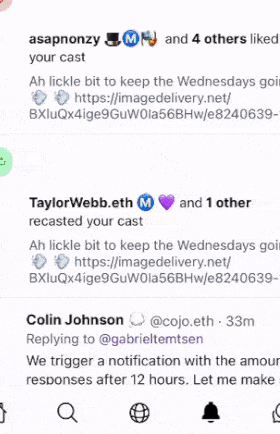 asapnonzy 🎩Ⓜ️🎭 and 4 others liked
your cast
Ah lickle bit to keep the Wednesdays goi
💨 💨 https://imagedelivery.net/
BXluQx4ige9GuW0Ia56BHw/e8240639-
TaylorWebb.eth Ⓜ️ 💜 and 1 other
recasted your cast
Ah lickle bit to keep the Wednesdays goi
💨 💨 https://imagedelivery.net/
BXluQx4ige9GuW0Ia56BHw/e8240639-
Colin Johnson 💭 @cojo.eth · 33m
Replying to @gabrieltemtsen
We trigger a notification with the amour
responses after 12 hours. Let me make